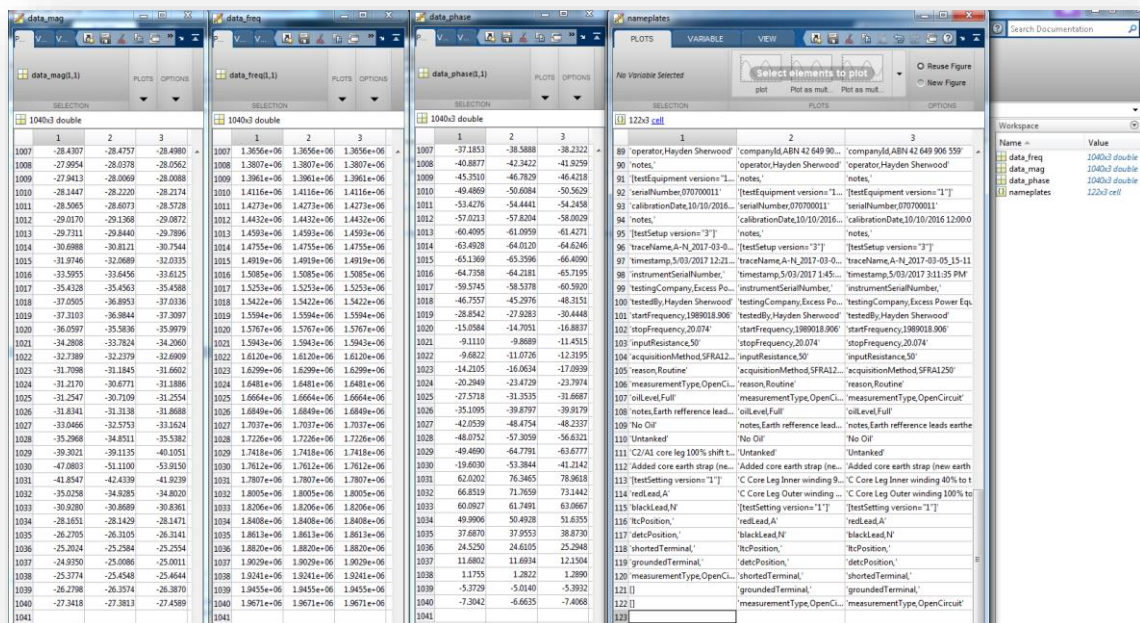 data_mag
data_freq
data_phase
nameplates
P... V... V...
P... V... V...
P... V... V...
PLOTS VARIABLE VIEW
Search Documentation
data_mag(1,1)
PLOTS OPTIONS
SELECTION
data_freq(1,1)
PLOTS OPTIONS
SELECTION
data_phase(1,1)
PLOTS OPTIONS
SELECTION
No Variable Selected
Select elements to plot
plot Plot as mult... Plot as mult...
Reuse Figure
New Figure
SELECTION PLOTS OPTIONS
1040x3 double
1 2 3
1007 -28.4307 -28.4757 -28.4980
1008 -27.9954 -28.0378 -28.0562
1009 -27.9413 -28.0069 -28.0088
1010 -28.1447 -28.2220 -28.2174
1011 -28.5065 -28.6073 -28.5728
1012 -29.0170 -29.1368 -29.0872
1013 -29.7311 -29.8440 -29.7896
1014 -30.6988 -30.8121 -30.7544
1015 -31.9746 -32.0689 -32.0335
1016 -33.5955 -33.6456 -33.6125
1017 -35.4328 -35.4563 -35.4588
1018 -37.0505 -36.8953 -37.0336
1019 -37.3103 -36.9844 -37.3097
1020 -36.0597 -35.5836 -35.9979
1021 -34.2808 -33.7824 -34.2060
1022 -32.7389 -32.2379 -32.6909
1023 -31.7098 -31.1845 -31.6602
1024 -31.2170 -30.6771 -31.1886
1025 -31.2547 -30.7109 -31.2554
1026 -31.8341 -31.3138 -31.8688
1027 -33.0466 -32.5753 -33.1624
1028 -35.2968 -34.8511 -35.5382
1029 -39.3021 -39.1135 -40.1051
1030 -47.0803 -51.1100 -53.9150
1031 -41.8547 -42.4339 -41.9239
1032 -35.0258 -34.9285 -34.8020
1033 -30.9280 -30.8689 -30.8361
1034 -28.1651 -28.1429 -28.1471
1035 -26.2705 -26.3105 -26.3141
1036 -25.2024 -25.2584 -25.2554
1037 -24.9350 -25.0086 -25.0011
1038 -25.3774 -25.4548 -25.4644
1039 -26.2798 -26.3574 -26.3870
1040 -27.3418 -27.3813 -27.4589
1041
1040x3 double
1 2 3
1007 1.3656e+06 1.3656e+06 1.3656e+06
1008 1.3807e+06 1.3807e+06 1.3807e+06
1009 1.3961e+06 1.3961e+06 1.3961e+06
1010 1.4116e+06 1.4116e+06 1.4116e+06
1011 1.4273e+06 1.4273e+06 1.4273e+06
1012 1.4432e+06 1.4432e+06 1.4432e+06
1013 1.4593e+06 1.4593e+06 1.4593e+06
1014 1.4755e+06 1.4755e+06 1.4755e+06
1015 1.4919e+06 1.4919e+06 1.4919e+06
1016 1.5085e+06 1.5085e+06 1.5085e+06
1017 1.5253e+06 1.5253e+06 1.5253e+06
1018 1.5422e+06 1.5422e+06 1.5422e+06
1019 1.5594e+06 1.5594e+06 1.5594e+06
1020 1.5767e+06 1.5767e+06 1.5767e+06
1021 1.5943e+06 1.5943e+06 1.5943e+06
1022 1.6120e+06 1.6120e+06 1.6120e+06
1023 1.6299e+06 1.6299e+06 1.6299e+06
1024 1.6481e+06 1.6481e+06 1.6481e+06
1025 1.6664e+06 1.6664e+06 1.6664e+06
1026 1.6849e+06 1.6849e+06 1.6849e+06
1027 1.7037e+06 1.7037e+06 1.7037e+06
1028 1.7226e+06 1.7226e+06 1.7226e+06
1029 1.7418e+06 1.7418e+06 1.7418e+06
1030 1.7612e+06 1.7612e+06 1.7612e+06
1031 1.7807e+06 1.7807e+06 1.7807e+06
1032 1.8005e+06 1.8005e+06 1.8005e+06
1033 1.8206e+06 1.8206e+06 1.8206e+06
1034 1.8408e+06 1.8408e+06 1.8408e+06
1035 1.8613e+06 1.8613e+06 1.8613e+06
1036 1.8820e+06 1.8820e+06 1.8820e+06
1037 1.9029e+06 1.9029e+06 1.9029e+06
1038 1.9241e+06 1.9241e+06 1.9241e+06
1039 1.9455e+06 1.9455e+06 1.9455e+06
1040 1.9671e+06 1.9671e+06 1.9671e+06
1041
1040x3 double
1 2 3
1007 -37.1853 -38.5888 -38.2322
1008 -40.8877 -42.3422 -41.9259
1009 -45.3510 -46.7829 -46.4218
1010 -49.4869 -50.6084 -50.5629
1011 -53.4276 -54.4441 -54.2458
1012 -57.0213 -57.8204 -58.0029
1013 -60.4095 -61.0959 -61.4271
1014 -63.4928 -64.0120 -64.6246
1015 -65.1369 -65.3596 -66.4090
1016 -64.7358 -64.2181 -65.7195
1017 -59.5745 -58.5378 -60.5920
1018 -46.7557 -45.2976 -48.3151
1019 -28.8542 -27.9283 -30.4448
1020 -15.0584 -14.7051 -16.8837
1021 -9.1110 -9.8689 -11.4515
1022 -9.6822 -11.0726 -12.3195
1023 -14.2105 -16.0634 -17.0939
1024 -20.2949 -23.4729 -23.7974
1025 -27.5718 -31.3535 -31.6687
1026 -35.1095 -39.8797 -39.9179
1027 -42.0539 -48.4754 -48.2337
1028 -48.0752 -57.3059 -56.6321
1029 -49.4690 -64.7791 -63.6777
1030 -19.6030 -53.3844 -41.2142
1031 62.0202 76.3465 78.9618
1032 66.8519 71.7659 73.1442
1033 60.0927 61.7491 63.0667
1034 49.9906 50.4928 51.6355
1035 37.6870 37.9553 38.8730
1036 24.5250 24.6105 25.2948
1037 11.6802 11.6934 12.1504
1038 1.1755 1.2822 1.2890
1039 -5.3729 -5.0140 -5.3932
1040 -7.3042 -6.6635 -7.4068
1041
122x3 cell
1 2 3
89 'operator,Hayden Sherwood' 'companyId,ABN 42 649 90... 'companyId,ABN 42 649 906 559'
90 'notes,' 'operator,Hayden Sherwood' 'operator,Hayden Sherwood'
91 '[testEquipment version="1... 'notes,' 'notes,'
92 'serialNumber,070700011' '[testEquipment version="1... '[testEquipment version="1"]'
93 'calibrationDate,10/10/2016... 'serialNumber,070700011' 'serialNumber,070700011'
94 'notes,' 'calibrationDate,10/10/2016... 'calibrationDate,10/10/2016 12:00:0
95 '[testSetup version="3"]' 'notes,' 'notes,'
96 'traceName,A-N_2017-03-0... '[testSetup version="3"]' '[testSetup version="3"]'
97 'timestamp,5/03/2017 12:21... 'traceName,A-N_2017-03-0... 'traceName,A-N_2017-03-05_15-11
98 'instrumentSerialNumber,' 'timestamp,5/03/2017 1:45:... 'timestamp,5/03/2017 3:11:35 PM'
99 'testingCompany,Excess Po... 'instrumentSerialNumber,' 'instrumentSerialNumber,'
100 'testedBy,Hayden Sherwood' 'testingCompany,Excess Po... 'testingCompany,Excess Power Equ
101 'startFrequency,1989018.906' 'testedBy,Hayden Sherwood' 'testedBy,Hayden Sherwood'
102 'stopFrequency,20.074' 'startFrequency,1989018.906' 'startFrequency,1989018.906'
103 'inputResistance,50' 'stopFrequency,20.074' 'stopFrequency,20.074'
104 'acquisitionMethod,SFRA12... 'inputResistance,50' 'inputResistance,50'
105 'reason,Routine' 'acquisitionMethod,SFRA12... 'acquisitionMethod,SFRA1250'
106 'measurementType,OpenCi... 'reason,Routine' 'reason,Routine'
107 'oilLevel,Full' 'measurementType,OpenCi... 'measurementType,OpenCircuit'
108 'notes,Earth refference lead... 'oilLevel,Full' 'oilLevel,Full'
109 'No Oil' 'notes,Earth refference lead... 'notes,Earth refference leads earthe
110 'Untanked' 'No Oil' 'No Oil'
111 'C2/A1 core leg 100% shift t... 'Untanked' 'Untanked'
112 'Added core earth strap (ne... 'Added core earth strap (ne... 'Added core earth strap (new earth
113 '[testSetting version="1"]' 'C Core Leg Inner winding 9... 'C Core Leg Inner winding 40% to t
114 'redLead,A' 'C Core Leg Outer winding ... 'C Core Leg Outer winding 100% to
115 'blackLead,N' '[testSetting version="1"]' '[testSetting version="1"]'
116 'ltcPosition,' 'redLead,A' 'redLead,A'
117 'detcPosition,' 'blackLead,N' 'blackLead,N'
118 'shortedTerminal,' 'ltcPosition,' 'ltcPosition,'
119 'groundedTerminal,' 'detcPosition,' 'detcPosition,'
120 'measurementType,OpenCi... 'shortedTerminal,' 'shortedTerminal,'
121 [] 'groundedTerminal,' 'groundedTerminal,'
122 [] 'measurementType,OpenCi... 'measurementType,OpenCircuit'
123
Workspace
Name Value
data_freq 1040x3 double
data_mag 1040x3 double
data_phase 1040x3 double
nameplates 122x3 cell